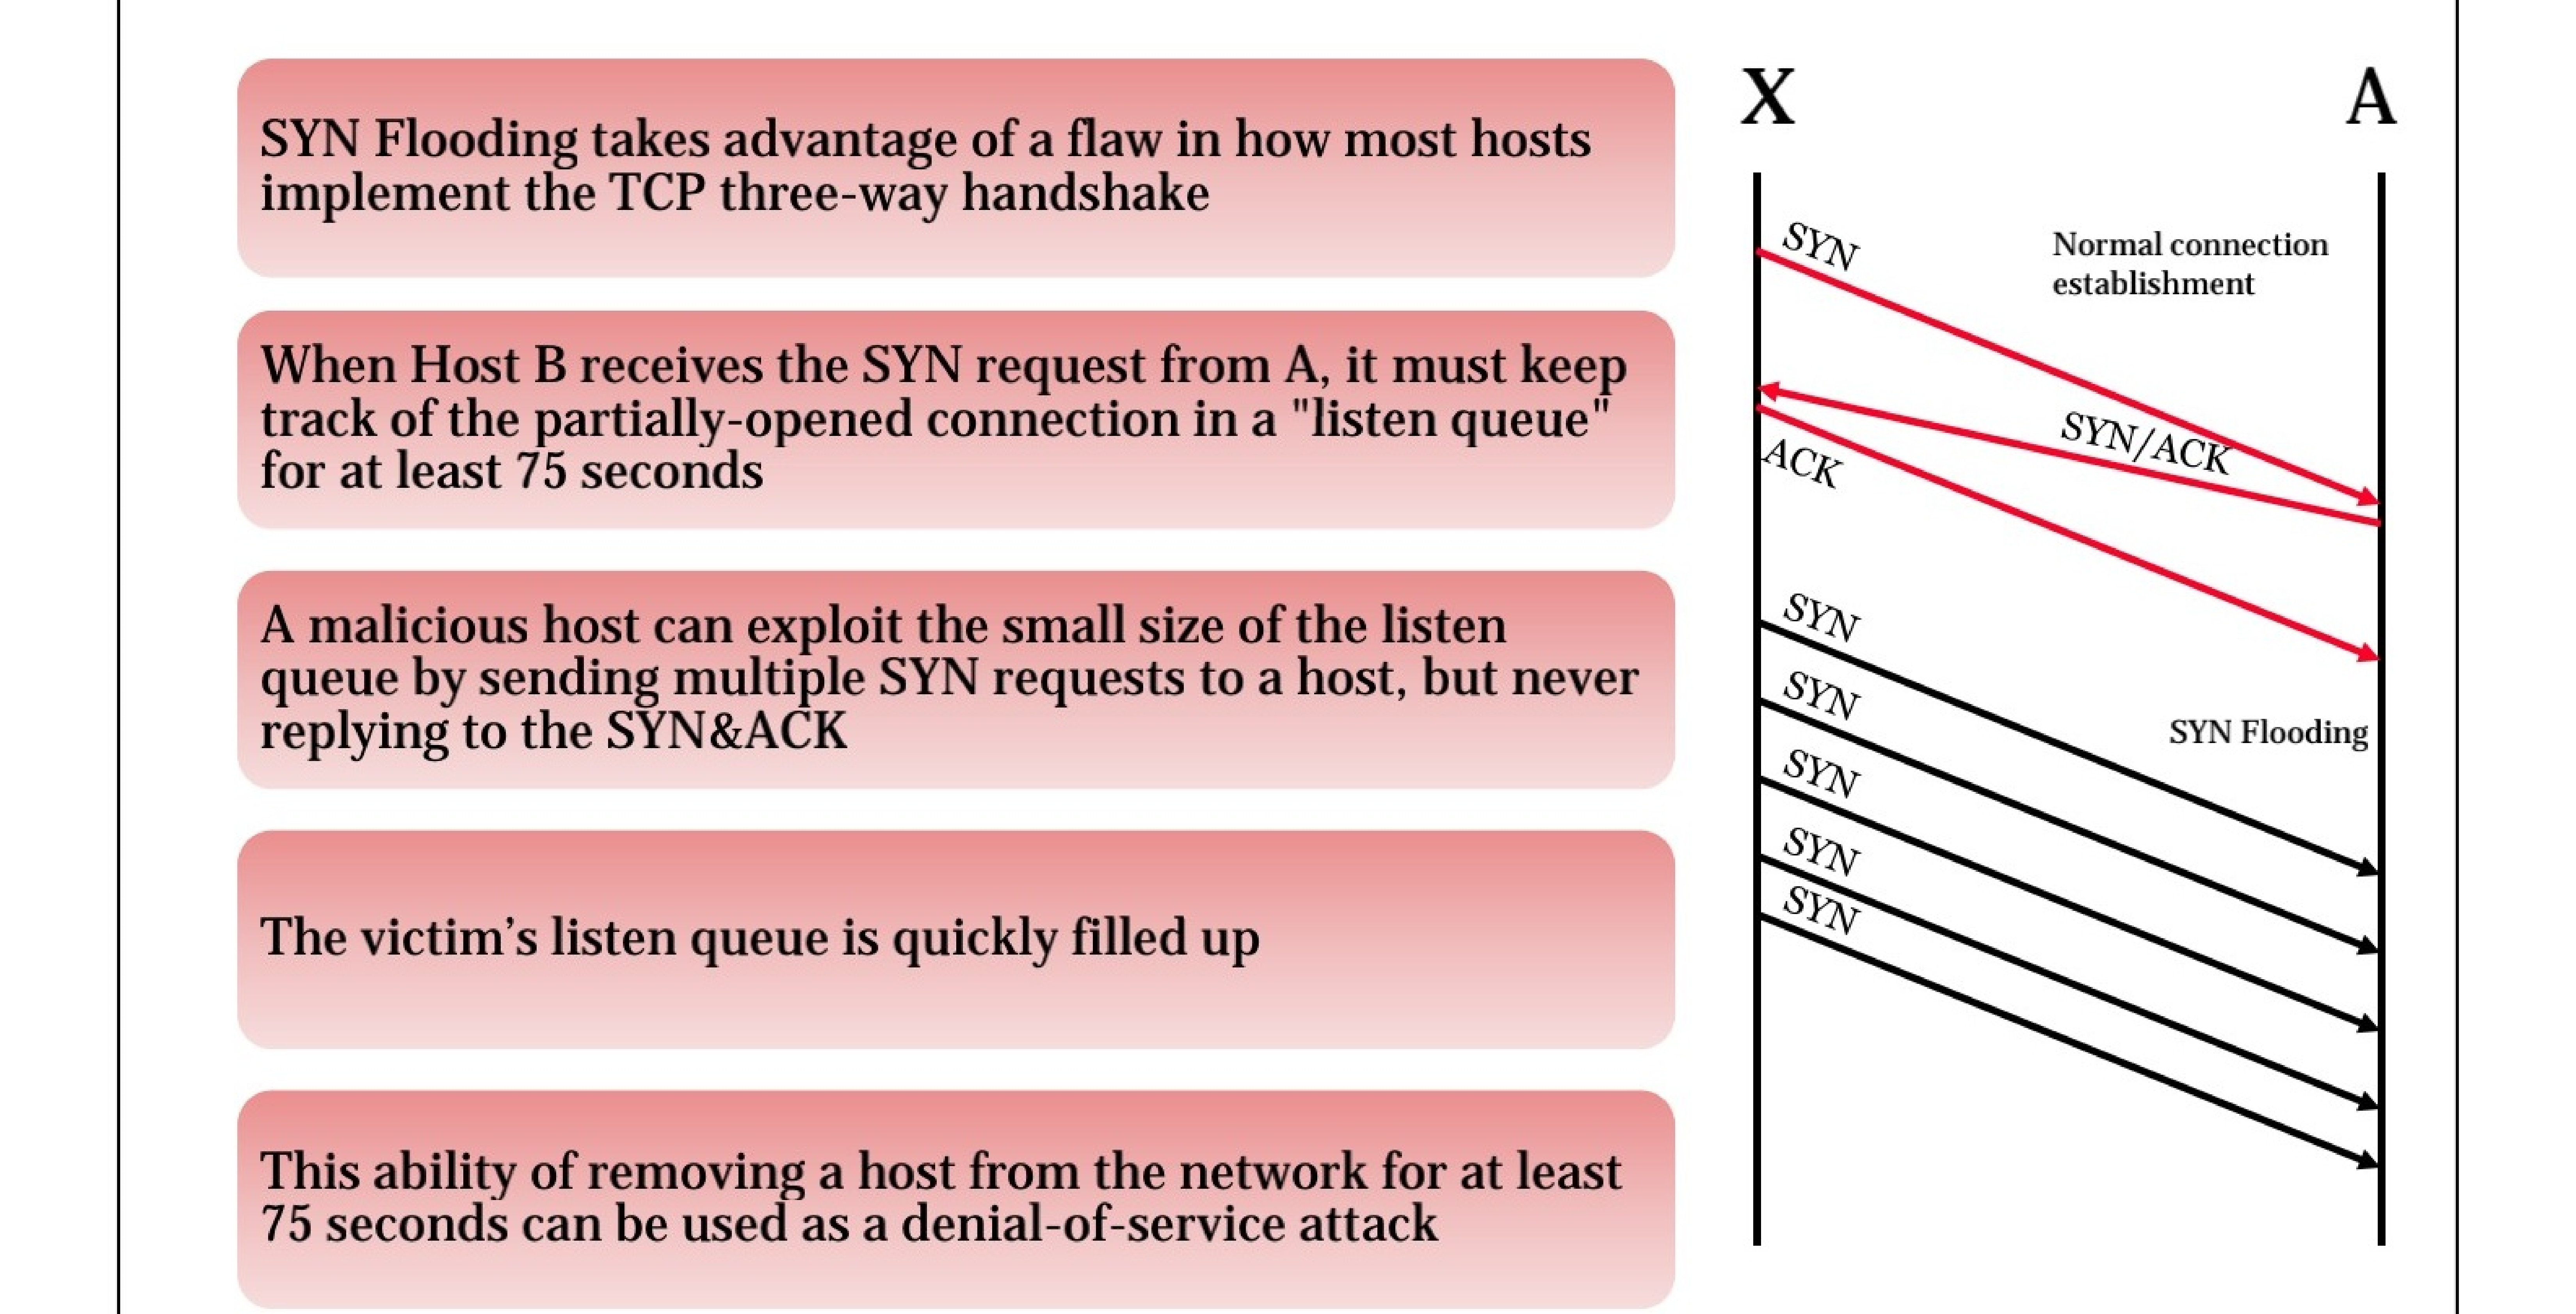 SYN Flooding takes advantage of a flaw in how most hosts
implement the TCP three-way handshake
When Host B receives the SYN request from A, it must keep
track of the partially-opened connection in a "listen queue"
for at least 75 seconds
A malicious host can exploit the small size of the listen
queue by sending multiple SYN requests to a host, but never
replying to the SYN&ACK
The victim’s listen queue is quickly filled up
This ability of removing a host from the network for at least
75 seconds can be used as a denial-of-service attack
X
A
SYN
Normal connection
establishment
SYN/ACK
ACK
SYN
SYN
SYN Flooding
SYN
SYN
SYN